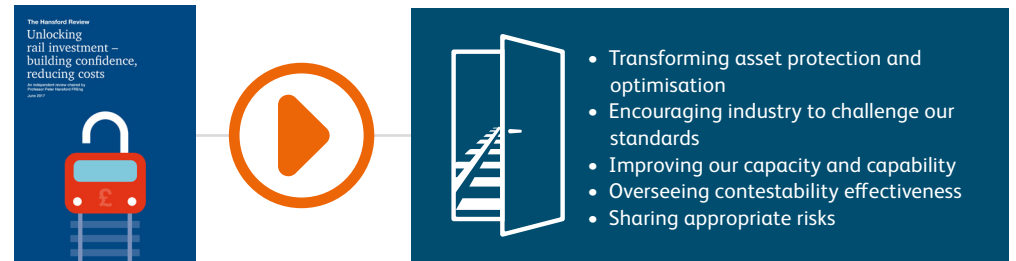 The Hansford Review
Unlocking
rail investment –
building confidence,
reducing costs
An independent review chaired by
Professor Peter Hansford FREng
June 2017
£
• Transforming asset protection and
optimisation
• Encouraging industry to challenge our
standards
• Improving our capacity and capability
• Overseeing contestability effectiveness
• Sharing appropriate risks